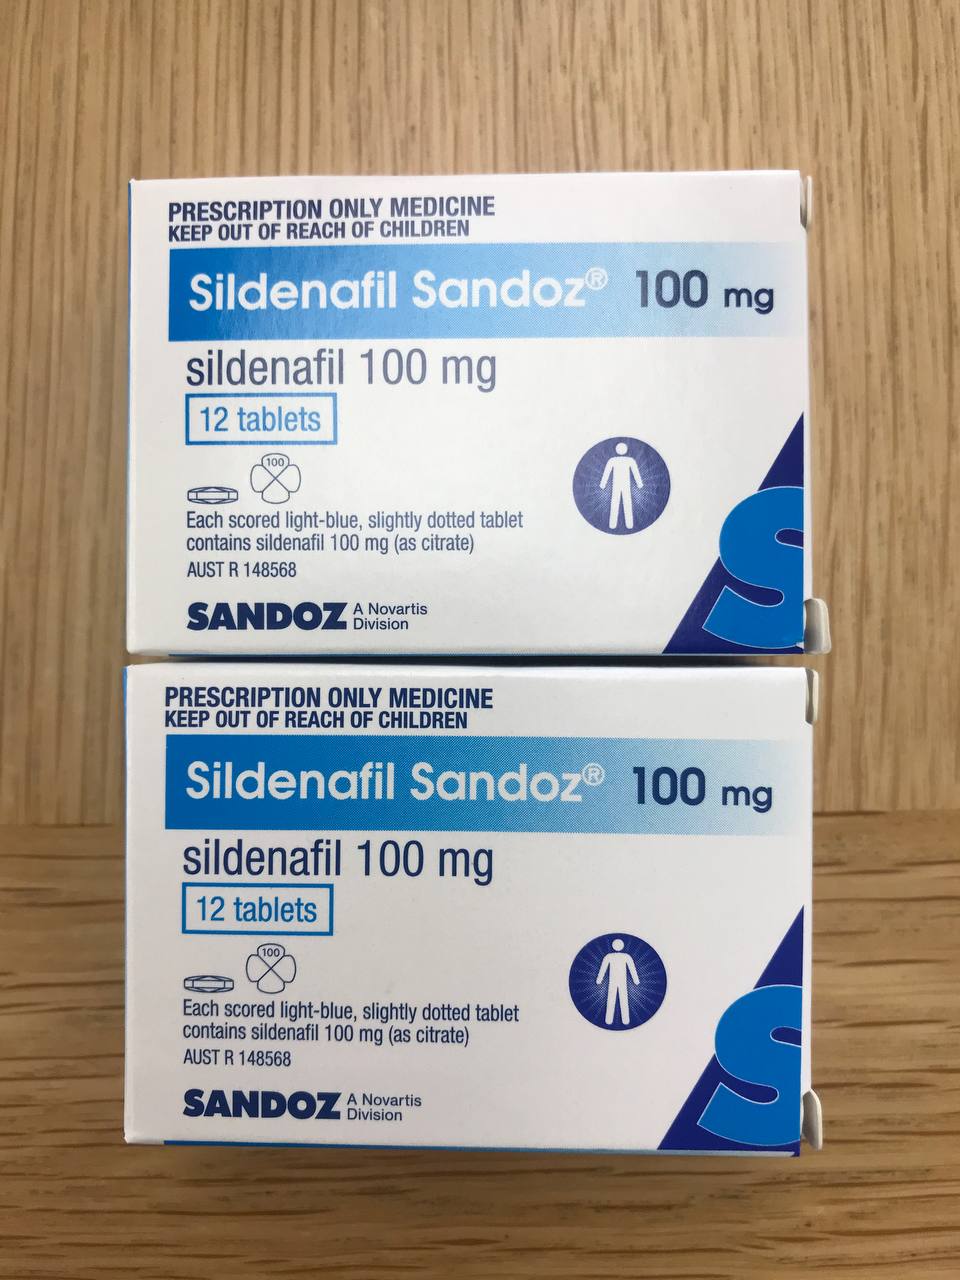 PRESCRIPTION ONLY MEDICINE
KEEP OUT OF REACH OF CHILDREN
Sildenafil Sandoz® 100 mg
sildenafil 100 mg
12 tablets
100
Each scored light-blue, slightly dotted tablet
contains sildenafil 100 mg (as citrate)
AUST R 148568
SANDOZ A Novartis
Division
S
PRESCRIPTION ONLY MEDICINE
KEEP OUT OF REACH OF CHILDREN
Sildenafil Sandoz® 100 mg
sildenafil 100 mg
12 tablets
100
Each scored light-blue, slightly dotted tablet
contains sildenafil 100 mg (as citrate)
AUST R 148568
SANDOZ A Novartis
Division
S